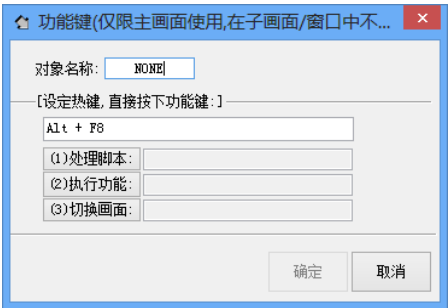 功能键(仅限主画面使用,在子画面/窗口中不...
对象名称: NONE
[设定热键,直接按下功能键:]
Alt + F8
(1)处理脚本:
(2)执行功能:
(3)切换画面:
确定 取消